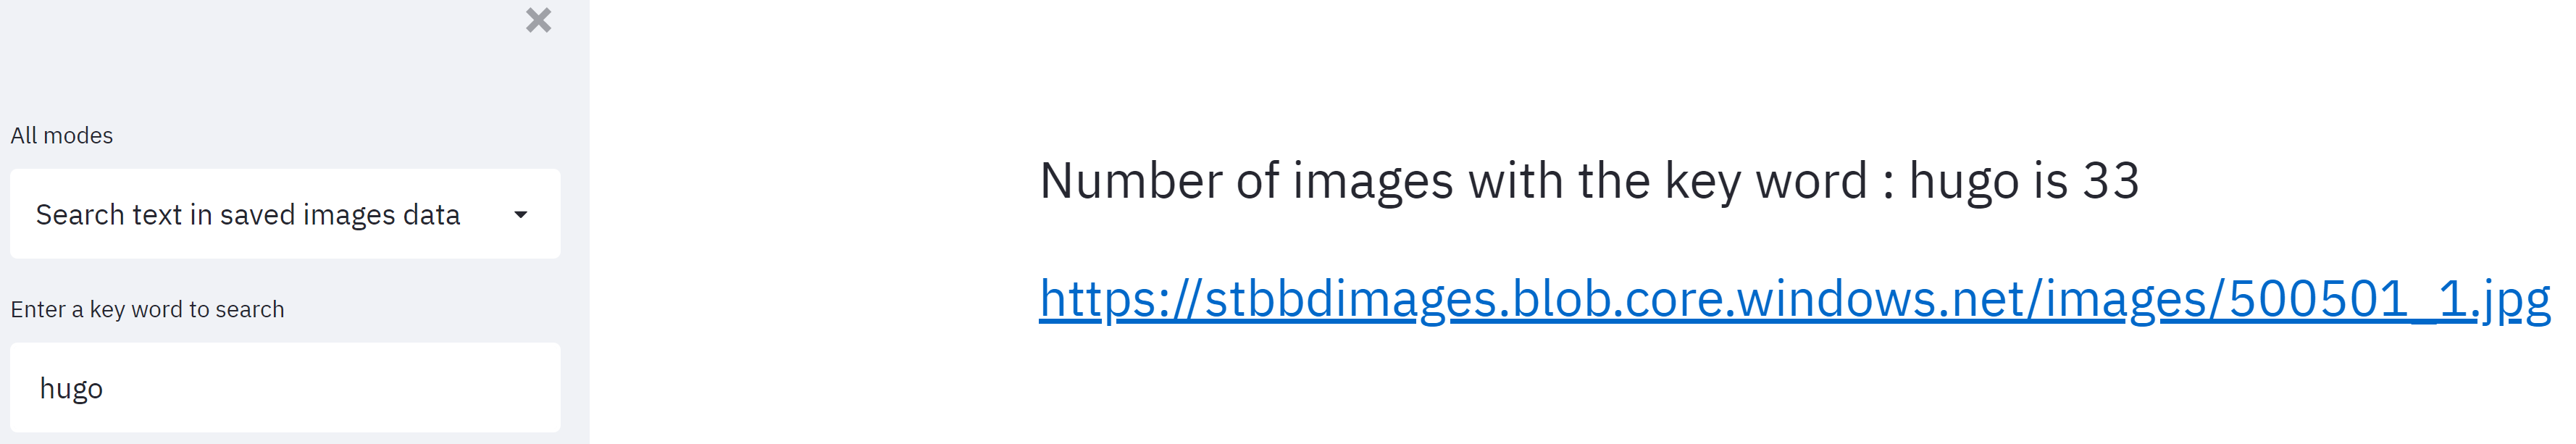 All modes
Search text in saved images data
Enter a key word to search
hugo
Number of images with the key word : hugo is 33
https://stbbdimages.blob.core.windows.net/images/500501_1.jpg